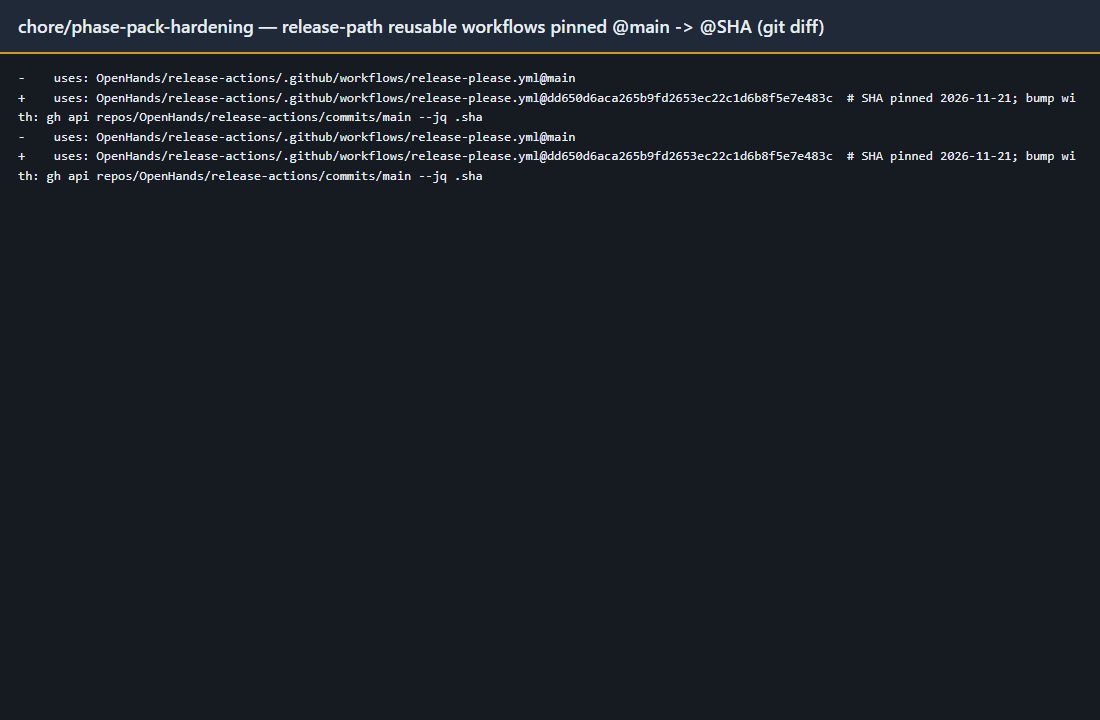 chore/phase-pack-hardening — release-path reusable workflows pinned @main -> @SHA (git diff)
-    uses: OpenHands/release-actions/.github/workflows/release-please.yml@main
+    uses: OpenHands/release-actions/.github/workflows/release-please.yml@dd650d6aca265b9fd2653ec22c1d6b8f5e7e483c  # SHA pinned 2026-11-21; bump wi
th: gh api repos/OpenHands/release-actions/commits/main --jq .sha
-    uses: OpenHands/release-actions/.github/workflows/release-please.yml@main
+    uses: OpenHands/release-actions/.github/workflows/release-please.yml@dd650d6aca265b9fd2653ec22c1d6b8f5e7e483c  # SHA pinned 2026-11-21; bump wi
th: gh api repos/OpenHands/release-actions/commits/main --jq .sha